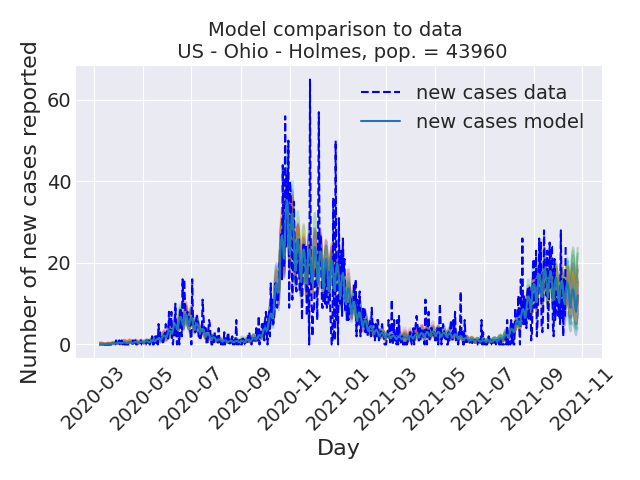 Model comparison to data
US - Ohio - Holmes, pop. = 43960
Number of new cases reported
60
40
20
0
new cases data
new cases model
2020-03
2020-05
2020-07
2020-09
2020-11
2021-01
2021-03
2021-05
2021-07
2021-09
2021-11
Day